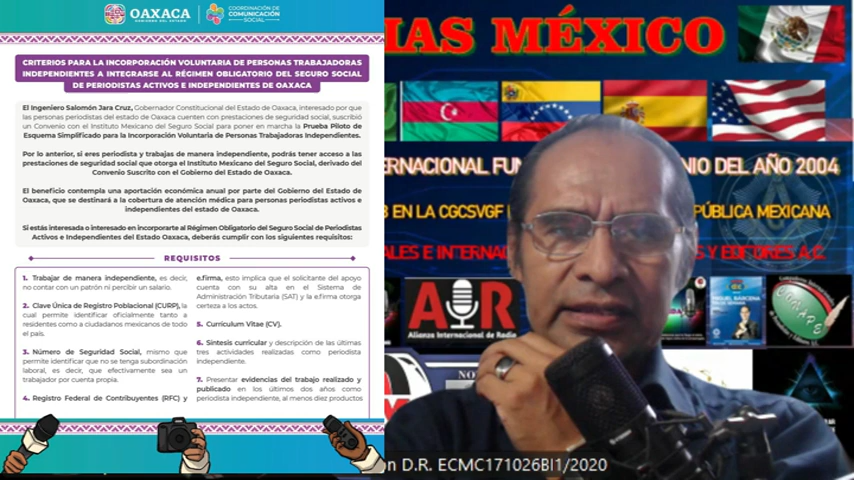 OAXACA
GOBIERNO DEL ESTADO
COORDINACIÓN DE
COMUNICACIÓN
SOCIAL
CRITERIOS PARA LA INCORPORACIÓN VOLUNTARIA DE PERSONAS TRABAJADORAS
INDEPENDIENTES A INTEGRARSE AL RÉGIMEN OBLIGATORIO DEL SEGURO SOCIAL
DE PERIODISTAS ACTIVOS E INDEPENDIENTES DE OAXACA
El Ingeniero Salomón Jara Cruz, Gobernador Constitucional del Estado de Oaxaca, interesado por que
las personas periodistas del estado de Oaxaca cuenten con prestaciones de seguridad social, suscribió
un Convenio con el Instituto Mexicano del Seguro Social para poner en marcha la Prueba Piloto de
Esquema Simplificado para la Incorporación Voluntaria de Personas Trabajadoras Independientes.
Por lo anterior, si eres periodista y trabajas de manera independiente, podrás tener acceso a las
prestaciones de seguridad social que otorga el Instituto Mexicano del Seguro Social, derivado del
Convenio Suscrito con el Gobierno del Estado de Oaxaca.
El beneficio contempla una aportación económica anual por parte del Gobierno del Estado de
Oaxaca, que se destinará a la cobertura de atención médica para personas periodistas activos e
independientes del estado de Oaxaca.
Si estás interesada o interesado en incorporarte al Régimen Obligatorio del Seguro Social de Periodistas
Activos e Independientes del Estado Oaxaca, deberás cumplir con los siguientes requisitos:
REQUISITOS
1. Trabajar de manera independiente, es decir,
no contar con un patrón ni percibir un salario.
2. Clave Única de Registro Poblacional (CURP), la
cual permite identificar oficialmente tanto a
residentes como a ciudadanos mexicanos de todo
el país.
3. Número de Seguridad Social, mismo que
permite identificar que no se tenga subordinación
laboral, es decir, que efectivamente sea un
trabajador por cuenta propia.
4. Registro Federal de Contribuyentes (RFC) y
e.firma, esto implica que el solicitante del apoyo
cuenta con su alta en el Sistema de
Administración Tributaria (SAT) y la e.firma otorga
certeza a los actos.
5. Curriculum Vitae (CV).
6. Síntesis curricular y descripción de las últimas
tres actividades realizadas como periodista
independiente.
7. Presentar evidencias del trabajo realizado y
publicado en los últimos dos años como
periodista independiente, al menos diez productos
IAS MÉXICO
ERNACIONAL FUN
NIO DEL AÑO 2004
B EN LA CGCSVGF
PÚBLICA MEXICANA
ALES E INTERNAC
S Y EDITORES A.C.
AIR
Alianza Internacional de Radio
CONAPE
NO
n D.R. ECMC171026BI1/2020